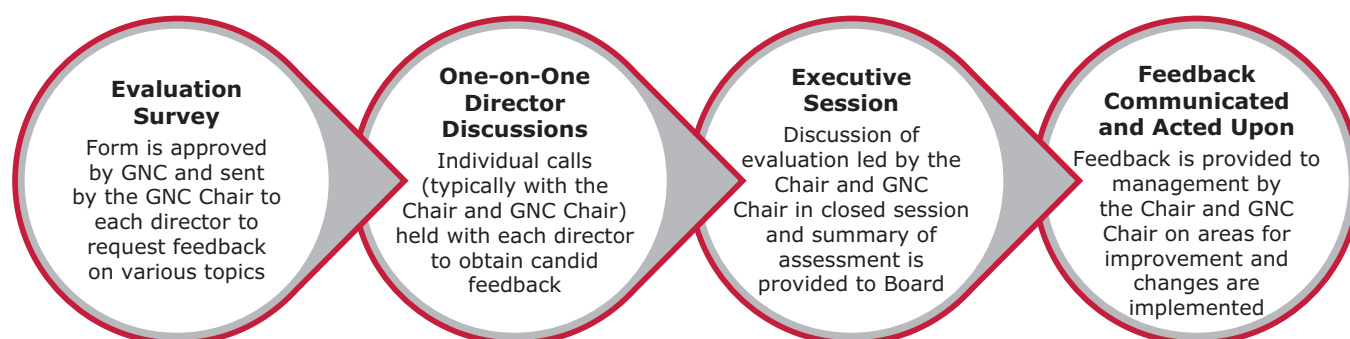 Evaluation
Survey
Form is approved
by GNC and sent
by the GNC Chair to
each director to
request feedback
on various topics
One-on-One
Director
Discussions
Individual calls
(typically with the
Chair and GNC Chair)
held with each director
to obtain candid
feedback
Executive
Session
Discussion of
evaluation led by the
Chair and GNC
Chair in closed session
and summary of
assessment is
provided to Board
Feedback
Communicated
and Acted Upon
Feedback is provided to
management by
the Chair and GNC
Chair on areas for
improvement and
changes are
implemented